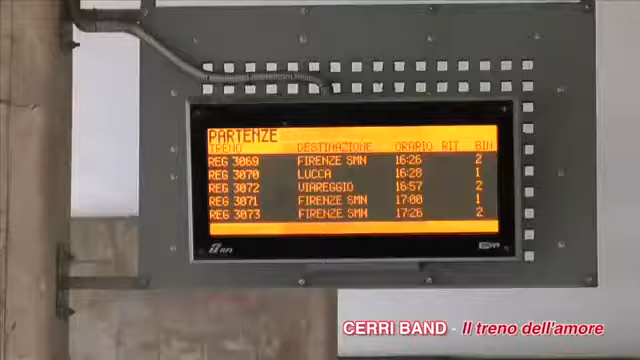 PARTENZE
TRENO DESTINAZIONE ORARIO RIT BIN
REG 3069 FIRENZE SMN 16:26 2
REG 3070 LUCCA 16:28 1
REG 3072 VIAREGGIO 16:57 2
REG 3071 FIRENZE SMN 17:00 1
REG 3073 FIRENZE SMN 17:26 2
RFI
CERRI BAND - Il treno dell'amore